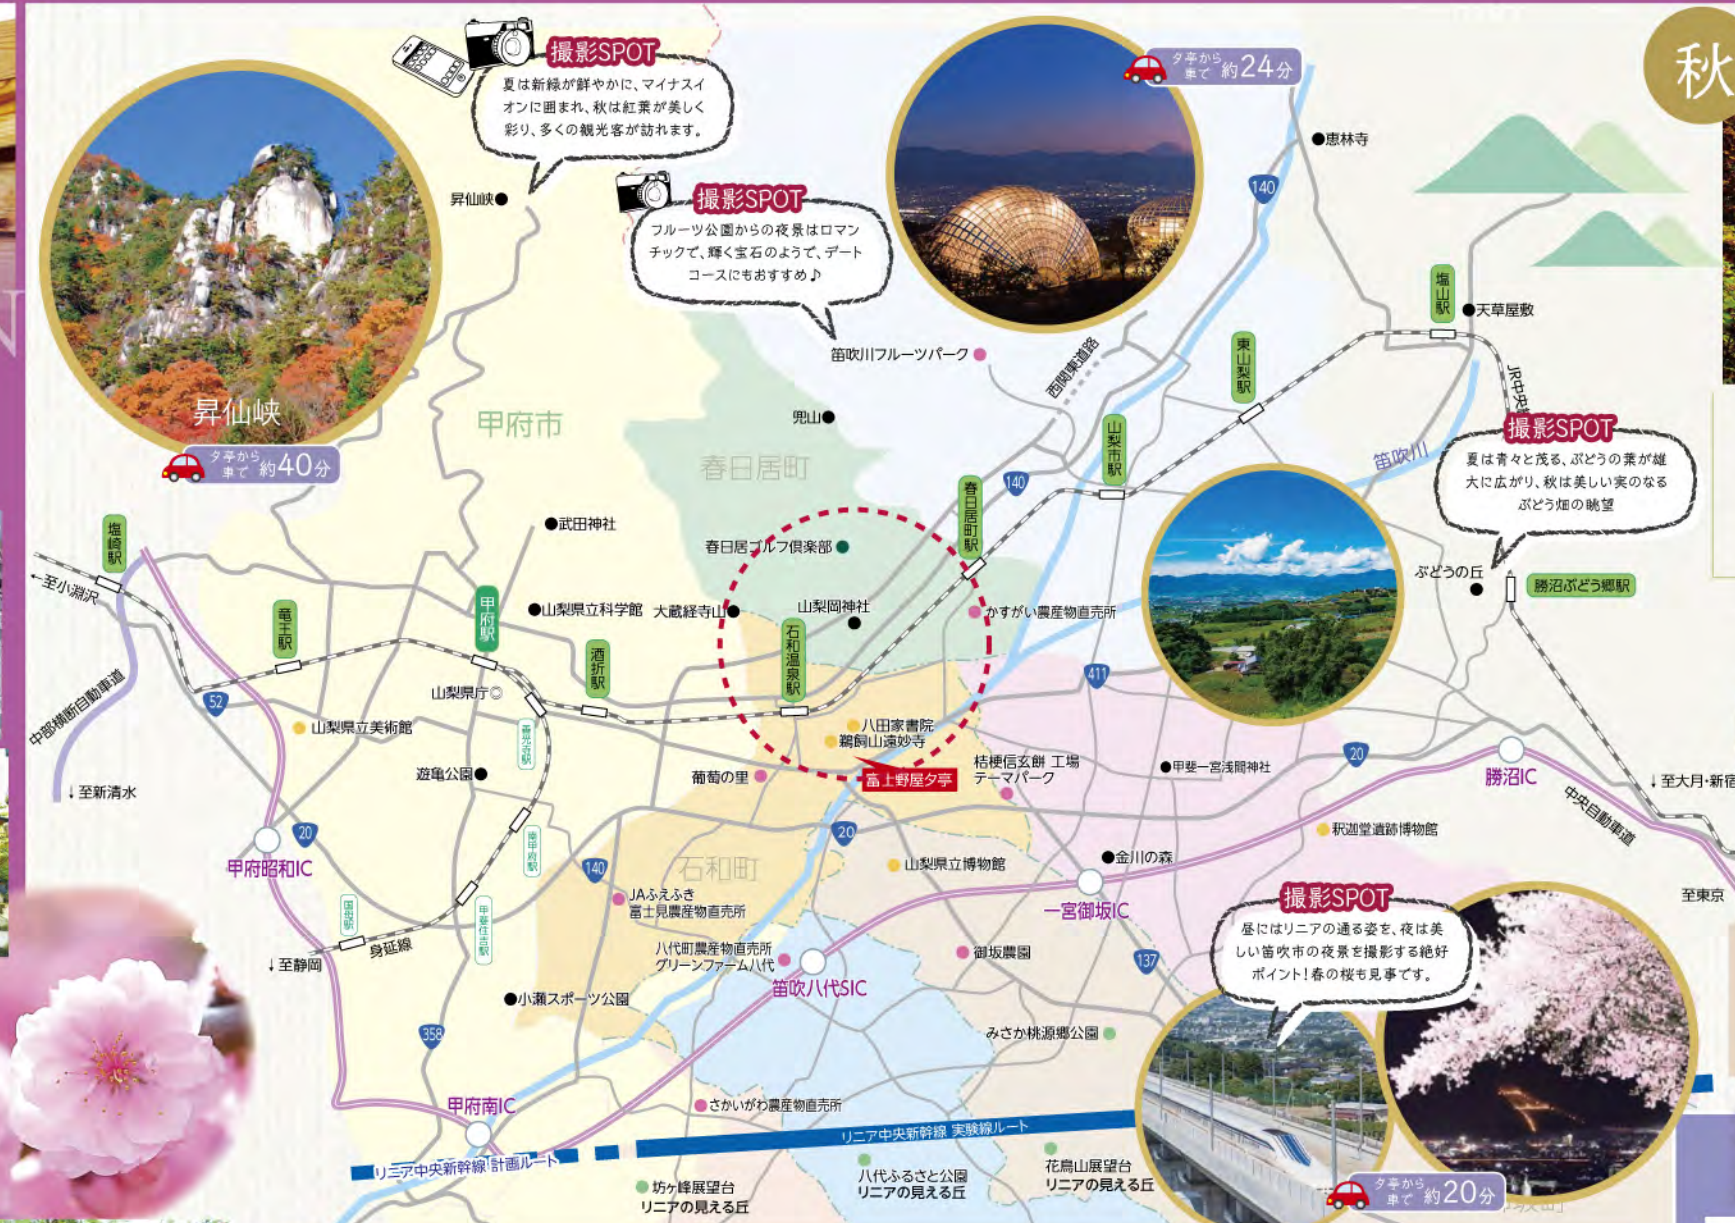 秋
撮影SPOT
夏は新緑が鮮やかに、マイナスイ
オンに囲まれ、秋は紅葉が美しく
彩り、多くの観光客が訪れます。
昇仙峡
昇仙峡
夕亭から
車で 約40分
撮影SPOT
フルーツ公園からの夜景はロマン
チックで、輝く宝石のようで、デート
コースにもおすすめ♪
夕亭から
車で 約24分
笛吹川フルーツパーク
恵林寺
140
塩山駅
天草屋敷
東山梨駅
西関東道路
山梨市駅
笛吹川
撮影SPOT
夏は青々と茂る、ぶどうの葉が雄
大に広がり、秋は美しい実のなる
ぶどう畑の眺望
ぶどうの丘
勝沼ぶどう郷駅
甲府市
兜山
春日居町
140
春日居町駅
武田神社
春日居ゴルフ倶楽部
塩崎駅
←至小淵沢
竜王駅
甲府駅
山梨県立科学館
大蔵経寺山
山梨岡神社
かすがい農産物直売所
酒折駅
石和温泉駅
411
山梨県庁◎
52
中部横断自動車道
山梨県立美術館
善光寺駅
八田家書院
鵜飼山遠妙寺
富士野屋夕亭
桔梗信玄餅 工場
テーマパーク
甲斐一宮浅間神社
20
勝沼IC
↓至大月・新宿
中央自動車道
↓至新清水
遊亀公園
葡萄の里
20
甲府昭和IC
南甲府駅
20
140
石和町
山梨県立博物館
金川の森
釈迦堂遺跡博物館
一宮御坂IC
至東京
JAふえふき
富士見農産物直売所
国母駅
甲斐住吉駅
身延線
↓至静岡
八代町農産物直売所
グリーンファーム八代
笛吹八代SIC
御坂農園
137
撮影SPOT
昼にはリニアの通る姿を、夜は美
しい笛吹市の夜景を撮影する絶好
ポイント!春の桜も見事です。
小瀬スポーツ公園
358
みさか桃源郷公園
甲府南IC
さかいがわ農産物直売所
リニア中央新幹線 実験線ルート
リニア中央新幹線 計画ルート
坊ヶ峰展望台
リニアの見える丘
八代ふるさと公園
リニアの見える丘
花鳥山展望台
リニアの見える丘
夕亭から
車で 約20分